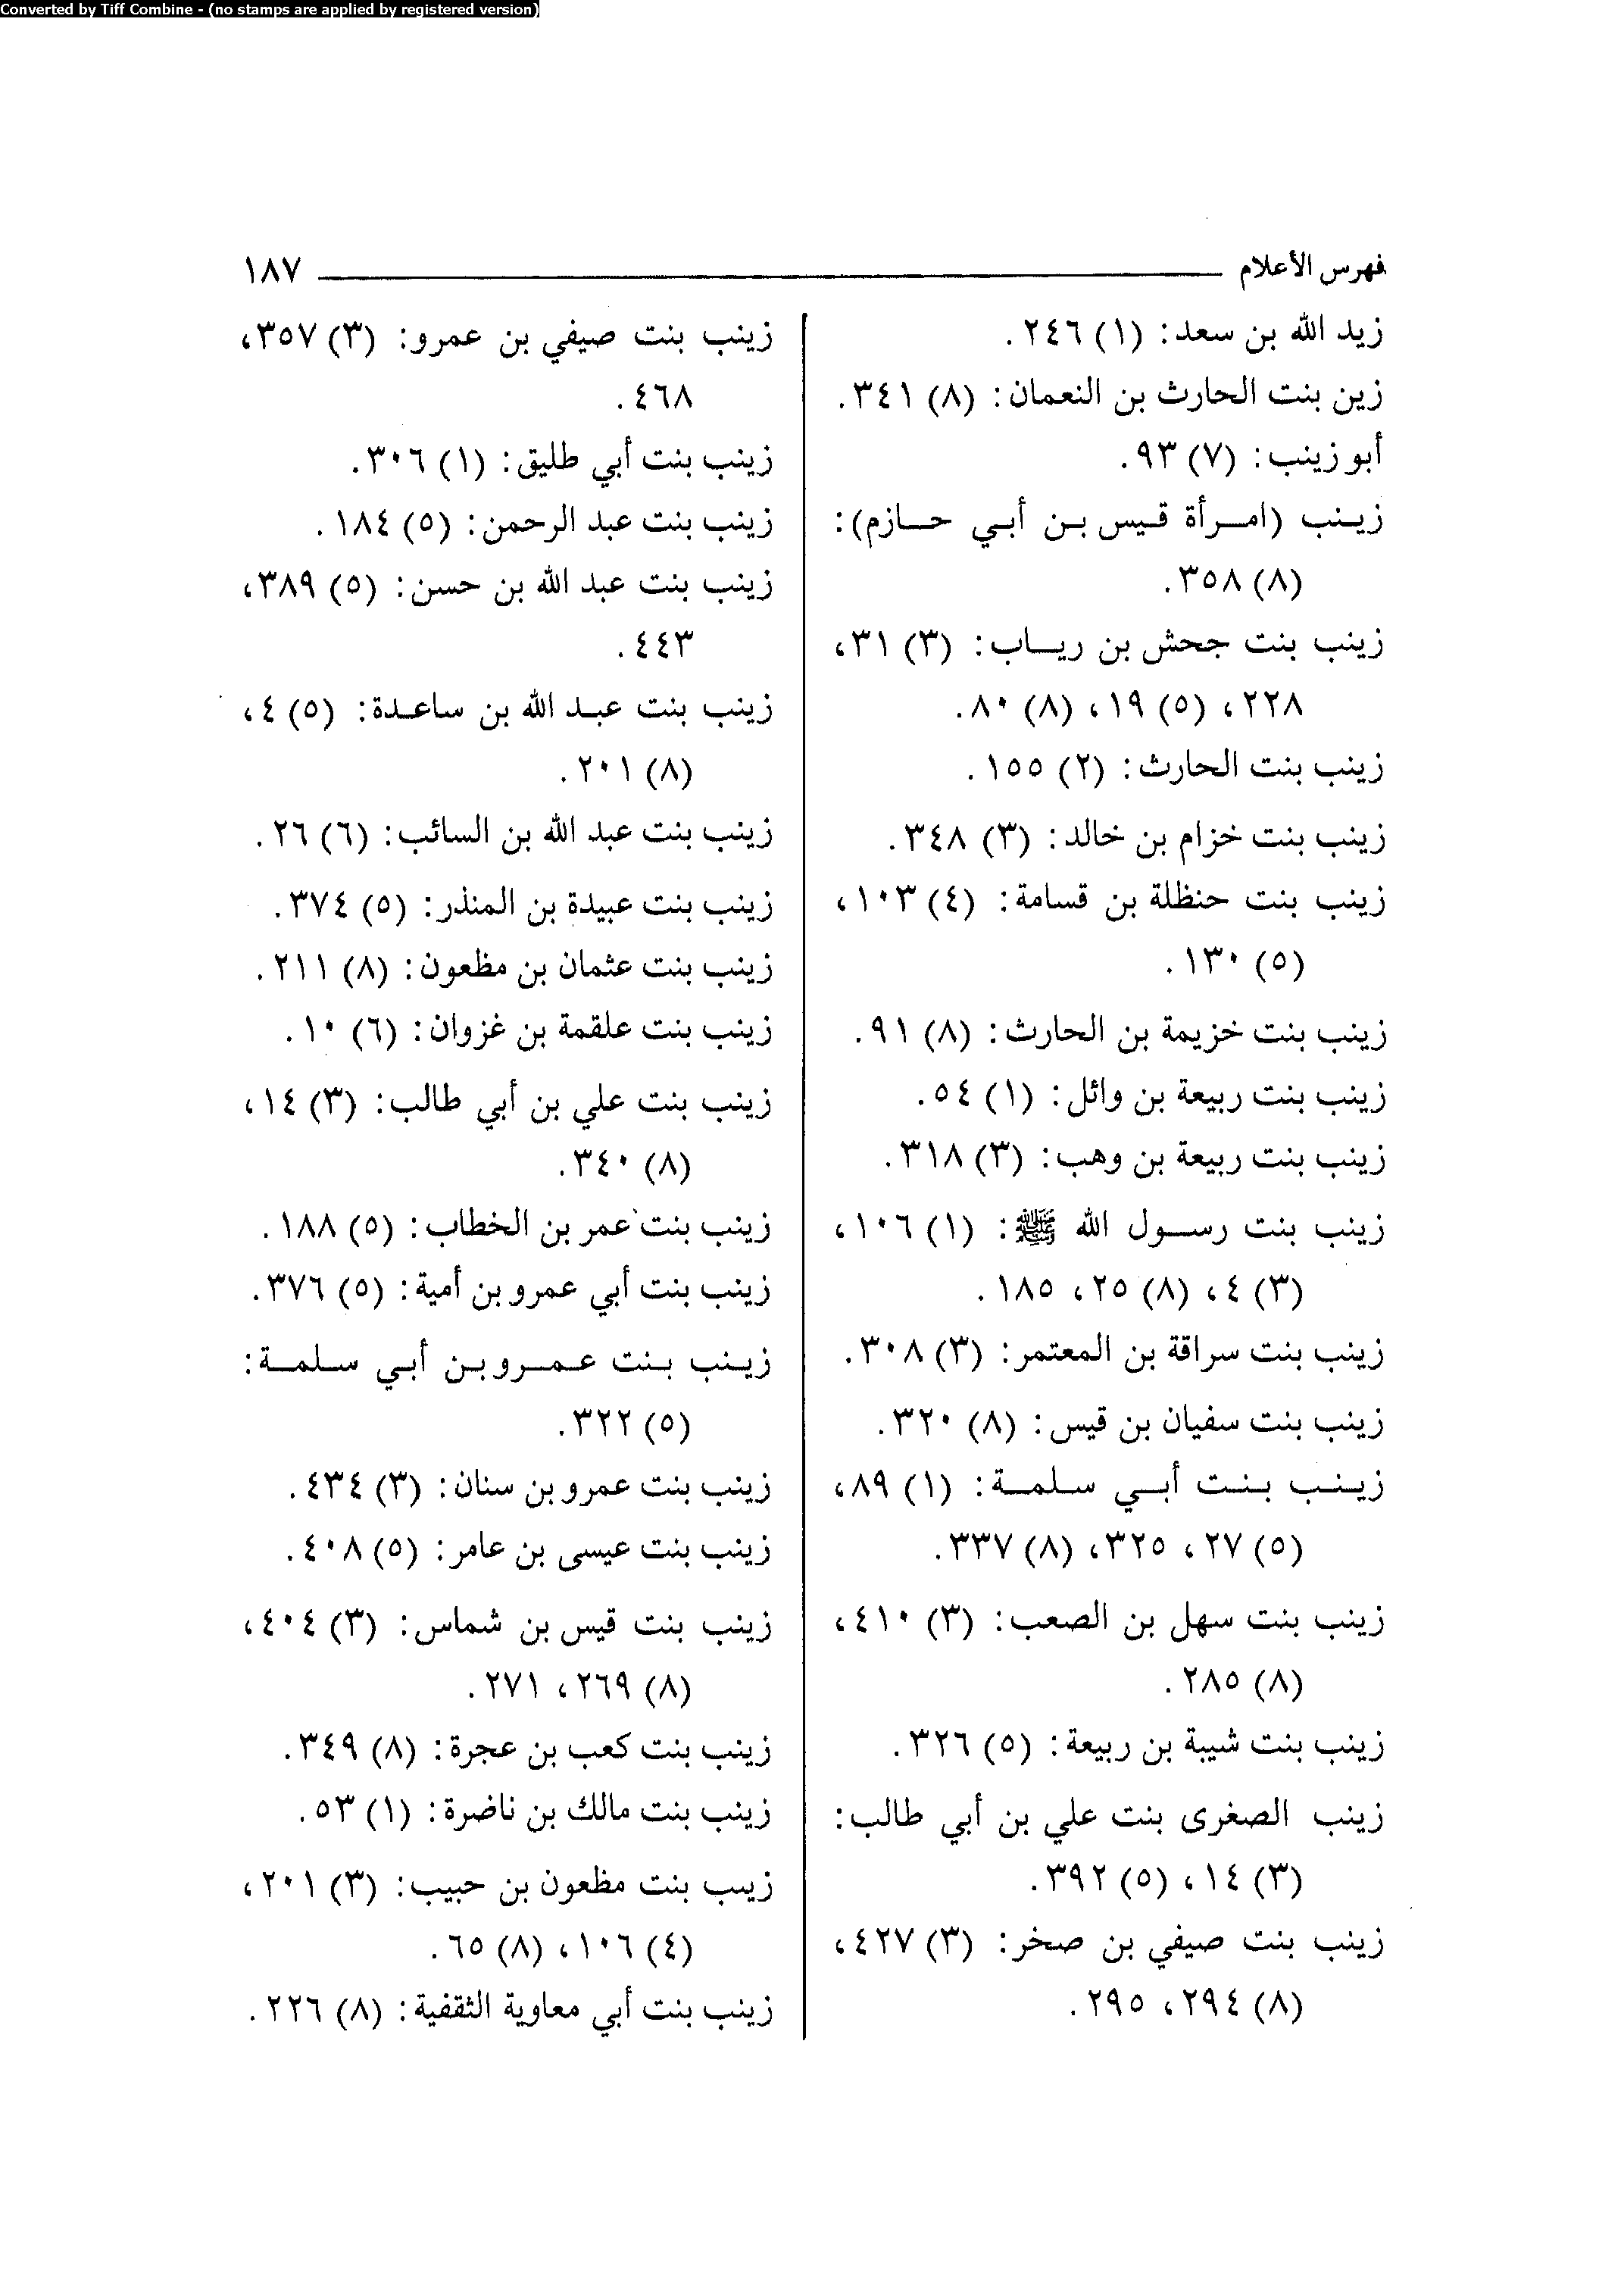 Converted by Tiff Combine - (no stamps are applied by registered version)
فهرس الأعلام ١٨٧
زيد الله بن سعد: (١) ٢٤٦.
زين بنت الحارث بن النعمان: (٨) ٣٤١.
أبو زينب: (٧) ٩٣.
زينب (امرأة قيس بن أبي حازم):
(٨) ٣٥٨.
زينب بنت جحش بن رياب: (٣) ٣١،
٢٢٨، (٥) ١٩، (٨) ٨٠.
زينب بنت الحارث: (٢) ١٥٥.
زينب بنت خزام بن خالد: (٣) ٣٤٨.
زينب بنت حنظلة بن قسامة: (٤) ١٠٣،
(٥) ١٣٠.
زينب بنت خزيمة بن الحارث: (٨) ٩١.
زينب بنت ربيعة بن وائل: (١) ٥٤.
زينب بنت ربيعة بن وهب: (٣) ٣١٨.
زينب بنت رسول الله ﷺ: (١) ١٠٦،
(٣) ٤، (٨) ٢٥، ١٨٥.
زينب بنت سراقة بن المعتمر: (٣) ٣٠٨.
زينب بنت سفيان بن قيس: (٨) ٣٢٠.
زينب بنت أبي سلمة: (١) ٨٩،
(٥) ٢٧، ٣٢٥، (٨) ٣٣٧.
زينب بنت سهل بن الصعب: (٣) ٤١٠،
(٨) ٢٨٥.
زينب بنت شيبة بن ربيعة: (٥) ٣٢٦.
زينب الصغرى بنت علي بن أبي طالب:
(٣) ١٤، (٥) ٣٩٢.
زينب بنت صيفي بن صخر: (٣) ٤٢٧،
(٨) ٢٩٤، ٢٩٥.
زينب بنت صيفي بن عمرو: (٣) ٣٥٧،
٤٦٨.
زينب بنت أبي طليق: (١) ٣٠٦.
زينب بنت عبد الرحمن: (٥) ١٨٤.
زينب بنت عبد الله بن حسن: (٥) ٣٨٩،
٤٤٣.
زينب بنت عبد الله بن ساعدة: (٥) ٤،
(٨) ٢٠١.
زينب بنت عبد الله بن السائب: (٦) ٢٦.
زينب بنت عبيدة بن المنذر: (٥) ٣٧٤.
زينب بنت عثمان بن مظعون: (٨) ٢١١.
زينب بنت علقمة بن غزوان: (٦) ١٠.
زينب بنت علي بن أبي طالب: (٣) ١٤،
(٨) ٣٤٠.
زينب بنت عمر بن الخطاب: (٥) ١٨٨.
زينب بنت أبي عمرو بن أمية: (٥) ٣٧٦.
زينب بنت عمرو بن أبي سلمة:
(٥) ٣٢٢.
زينب بنت عمرو بن سنان: (٣) ٤٣٤.
زينب بنت عيسى بن عامر: (٥) ٤٠٨.
زينب بنت قيس بن شماس: (٣) ٤٠٤،
(٨) ٢٦٩، ٢٧١.
زينب بنت كعب بن عجرة: (٨) ٣٤٩.
زينب بنت مالك بن ناضرة: (١) ٥٣.
زينب بنت مظعون بن حبيب: (٣) ٢٠١،
(٤) ١٠٦، (٨) ٦٥.
زينب بنت أبي معاوية الثقفية: (٨) ٢٢٦.